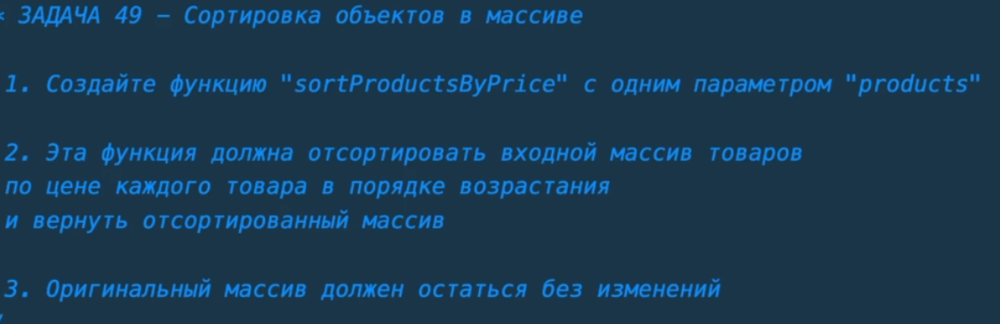 * ЗАДАЧА 49 – Сортировка объектов в массиве
1. Создайте функцию "sortProductsByPrice" с одним параметром "products"
2. Эта функция должна отсортировать входной массив товаров
по цене каждого товара в порядке возрастания
и вернуть отсортированный массив
3. Оригинальный массив должен остаться без изменений